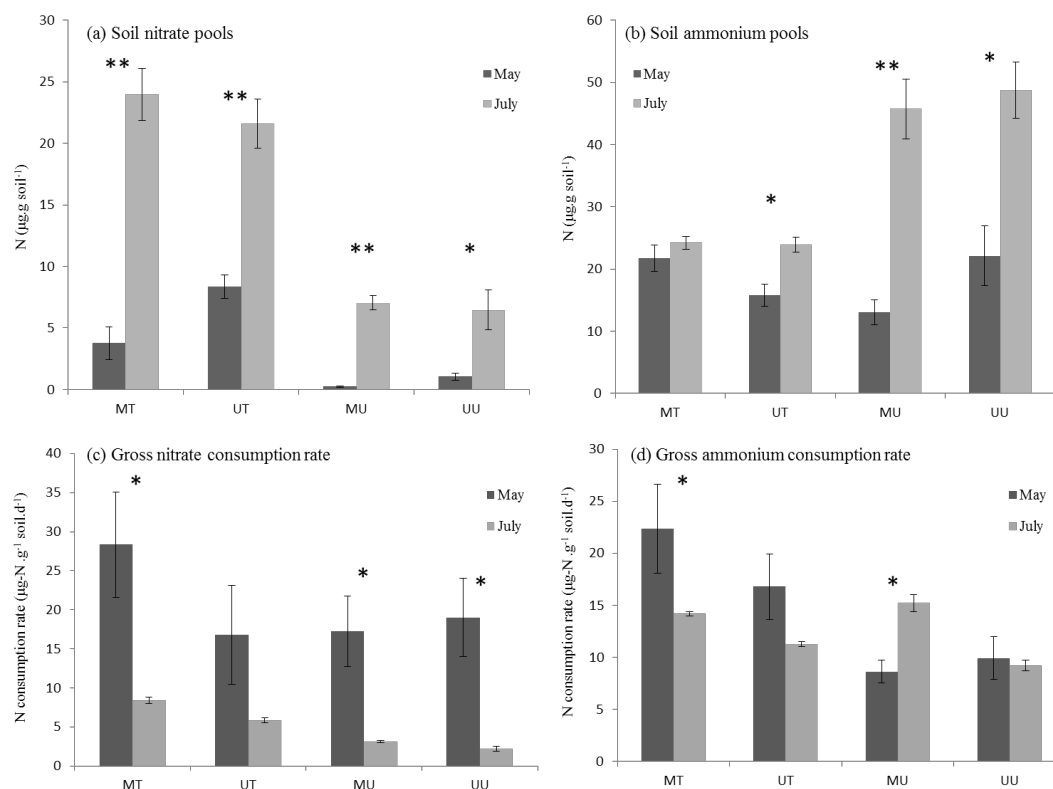 (a) Soil nitrate pools
30
25
20
15
10
5
0
N (µg.g soil⁻¹)
**
**
**
*
May
July
MT UT MU UU
(b) Soil ammonium pools
60
50
40
30
20
10
0
N (µg.g soil⁻¹)
*
**
*
May
July
MT UT MU UU
(c) Gross nitrate consumption rate
40
35
30
25
20
15
10
5
0
N consumption rate (µg-N .g⁻¹ soil.d⁻¹)
*
*
*
May
July
MT UT MU UU
(d) Gross ammonium consumption rate
30
25
20
15
10
5
0
N consumption rate (µg-N .g⁻¹ soil.d⁻¹)
*
*
May
July
MT UT MU UU